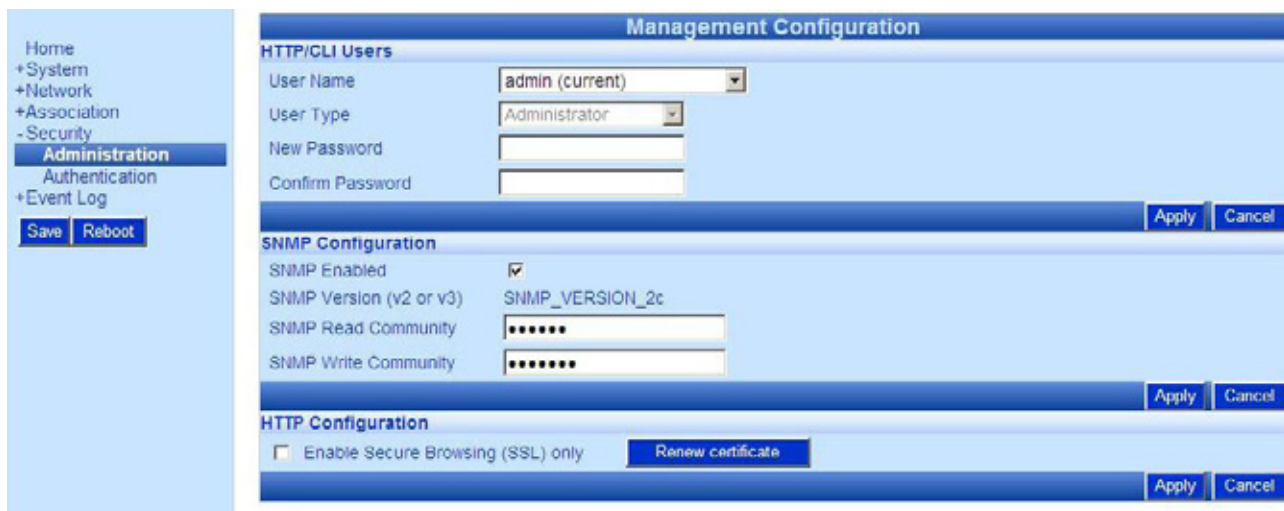 Home
+System
+Network
+Association
-Security
Administration
Authentication
+Event Log
Save Reboot
Management Configuration
HTTP/CLI Users
User Name admin (current)
User Type Administrator
New Password
Confirm Password
Apply Cancel
SNMP Configuration
SNMP Enabled
SNMP Version (v2 or v3) SNMP_VERSION_2c
SNMP Read Community ••••••
SNMP Write Community •••••••
Apply Cancel
HTTP Configuration
Enable Secure Browsing (SSL) only Renew certificate
Apply Cancel